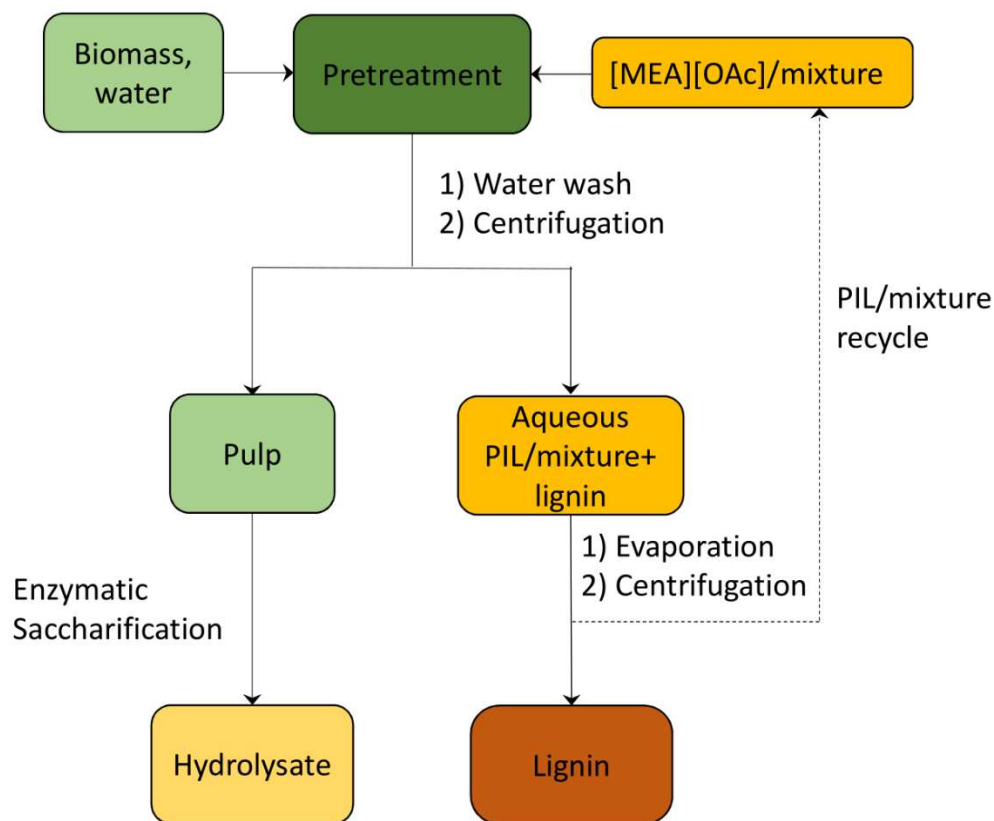 Biomass,
water
Pretreatment
[MEA][OAc]/mixture
1) Water wash
2) Centrifugation
PIL/mixture
recycle
Pulp
Aqueous
PIL/mixture+
lignin
1) Evaporation
2) Centrifugation
Enzymatic
Saccharification
Hydrolysate
Lignin